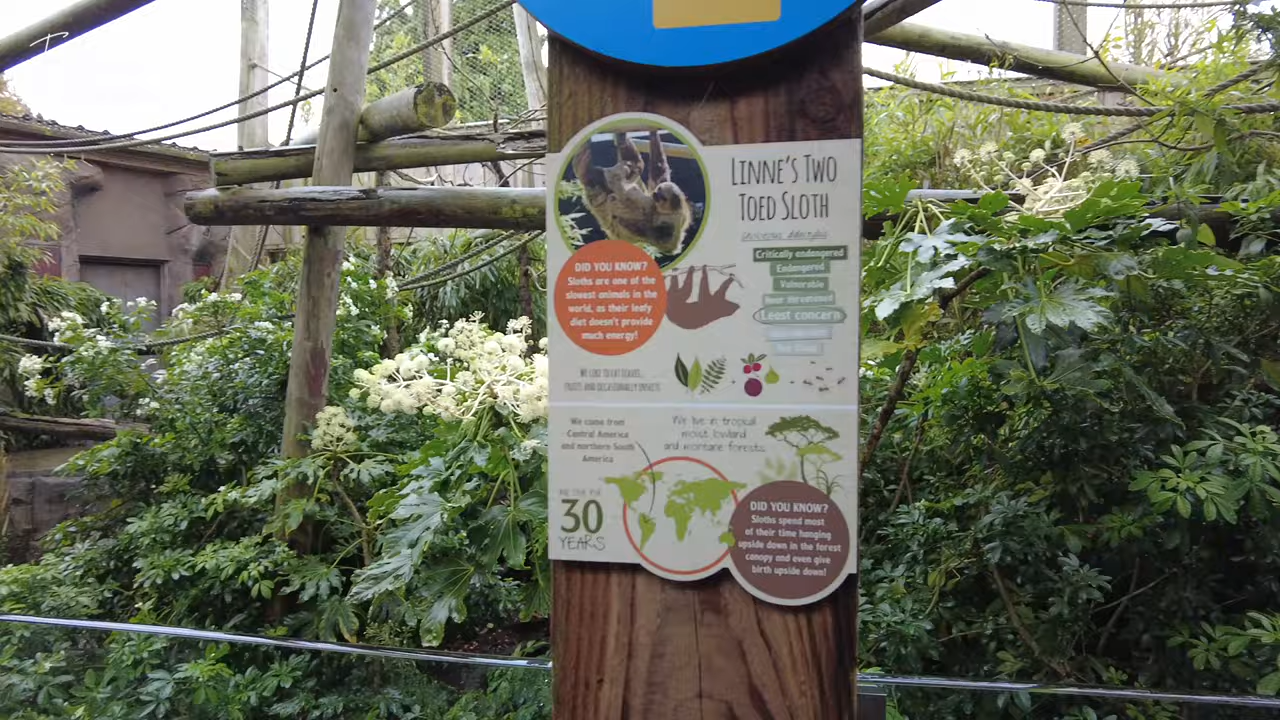 LINNE'S TWO
TOED SLOTH
Critically endangered
Endangered
Vulnerable
Near threatened
Least concern
DID YOU KNOW?
Sloths are one of the
slowest animals in the
world, as their leafy
diet doesn't provide
much energy!
WE LIKE TO EAT LEAVES,
FRUITS AND OCCASIONALLY INSECTS
We come from
Central America
and northern South
America
We live in tropical
moist lowland
and montane forests.
WE LIVE FOR
30
YEARS
DID YOU KNOW?
Sloths spend most
of their time hanging
upside down in the forest
canopy and even give
birth upside down!